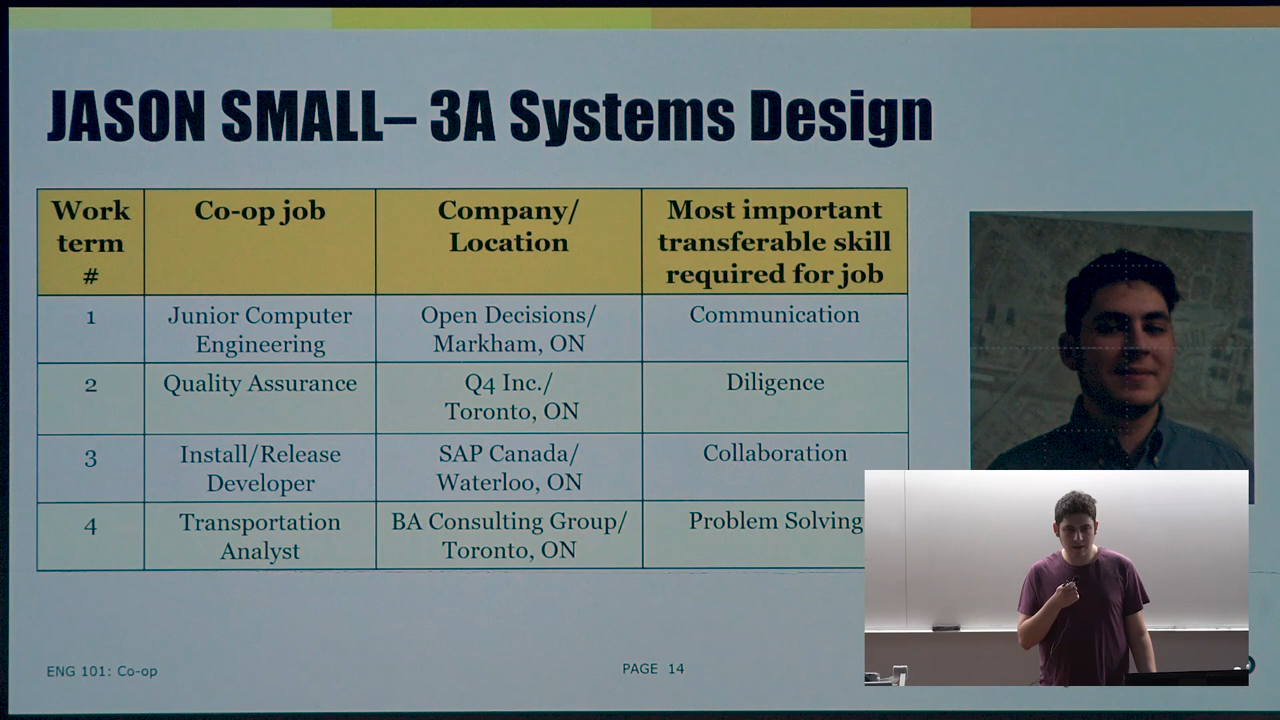 JASON SMALL– 3A Systems Design
Work term # Co-op job Company/ Location Most important transferable skill required for job
1 Junior Computer Engineering Open Decisions/ Markham, ON Communication
2 Quality Assurance Q4 Inc./ Toronto, ON Diligence
3 Install/Release Developer SAP Canada/ Waterloo, ON Collaboration
4 Transportation Analyst BA Consulting Group/ Toronto, ON Problem Solving
ENG 101: Co-op PAGE 14